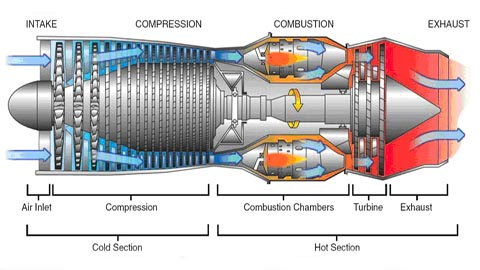 INTAKE COMPRESSION COMBUSTION EXHAUST
Air Inlet Compression Combustion Chambers Turbine Exhaust
Cold Section Hot Section